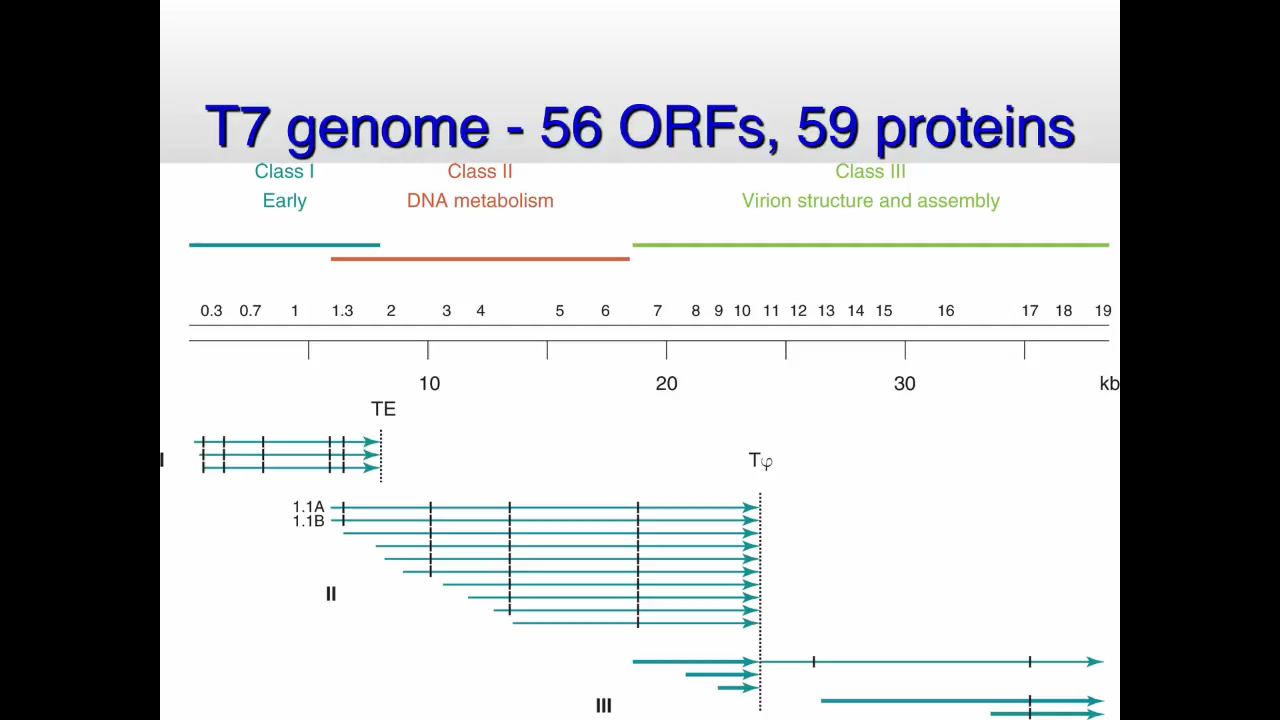 T7 genome - 56 ORFs, 59 proteins
Class I Class II Class III
Early DNA metabolism Virion structure and assembly
0.3 0.7 1 1.3 2 3 4 5 6 7 8 9 10 11 12 13 14 15 16 17 18 19
10 20 30 kb
TE
I
Tφ
1.1A
1.1B
II
III